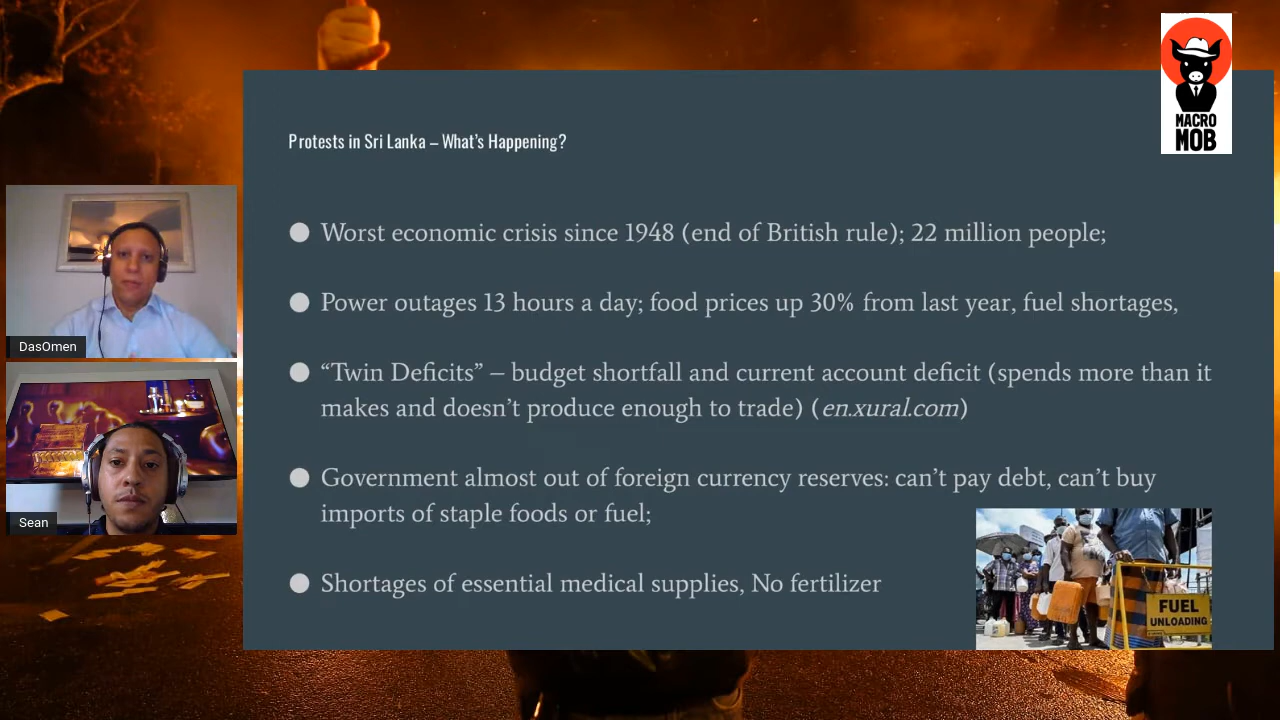 MACRO
MOB
Protests in Sri Lanka – What’s Happening?
● Worst economic crisis since 1948 (end of British rule); 22 million people;
● Power outages 13 hours a day; food prices up 30% from last year, fuel shortages,
● “Twin Deficits” – budget shortfall and current account deficit (spends more than it
makes and doesn’t produce enough to trade) (en.xural.com)
● Government almost out of foreign currency reserves: can’t pay debt, can’t buy
imports of staple foods or fuel;
● Shortages of essential medical supplies, No fertilizer
FUEL
UNLOADING
DasOmen
Sean